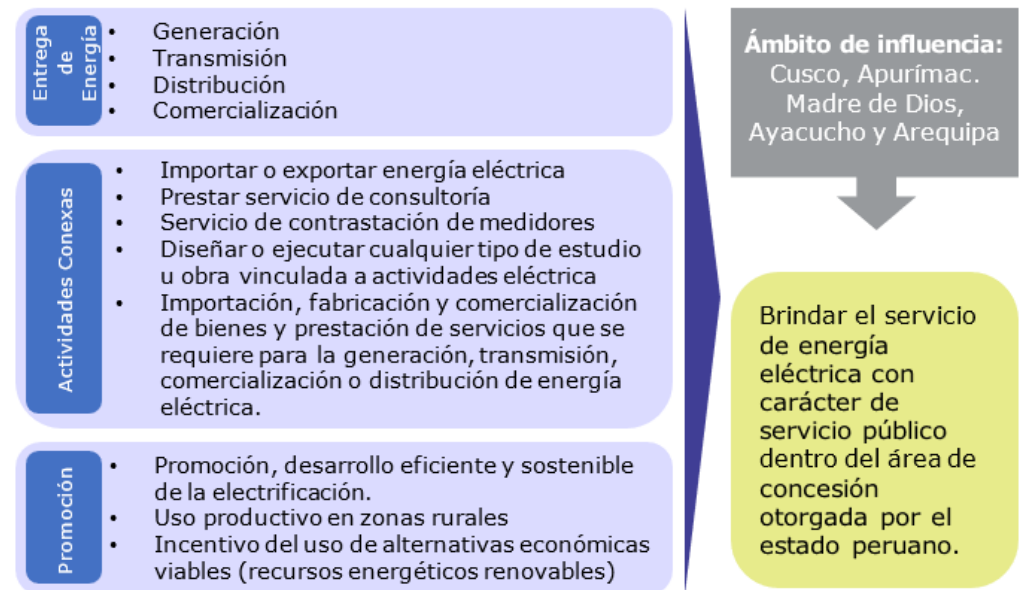 Entrega
de
Energía
• Generación
• Transmisión
• Distribución
• Comercialización
Actividades Conexas
• Importar o exportar energía eléctrica
• Prestar servicio de consultoría
• Servicio de contrastación de medidores
• Diseñar o ejecutar cualquier tipo de estudio
u obra vinculada a actividades eléctrica
• Importación, fabricación y comercialización
de bienes y prestación de servicios que se
requiere para la generación, transmisión,
comercialización o distribución de energía
eléctrica.
Promoción
• Promoción, desarrollo eficiente y sostenible
de la electrificación.
• Uso productivo en zonas rurales
• Incentivo del uso de alternativas económicas
viables (recursos energéticos renovables)
Ámbito de influencia:
Cusco, Apurímac.
Madre de Dios,
Ayacucho y Arequipa
Brindar el servicio
de energía
eléctrica con
carácter de
servicio público
dentro del área de
concesión
otorgada por el
estado peruano.